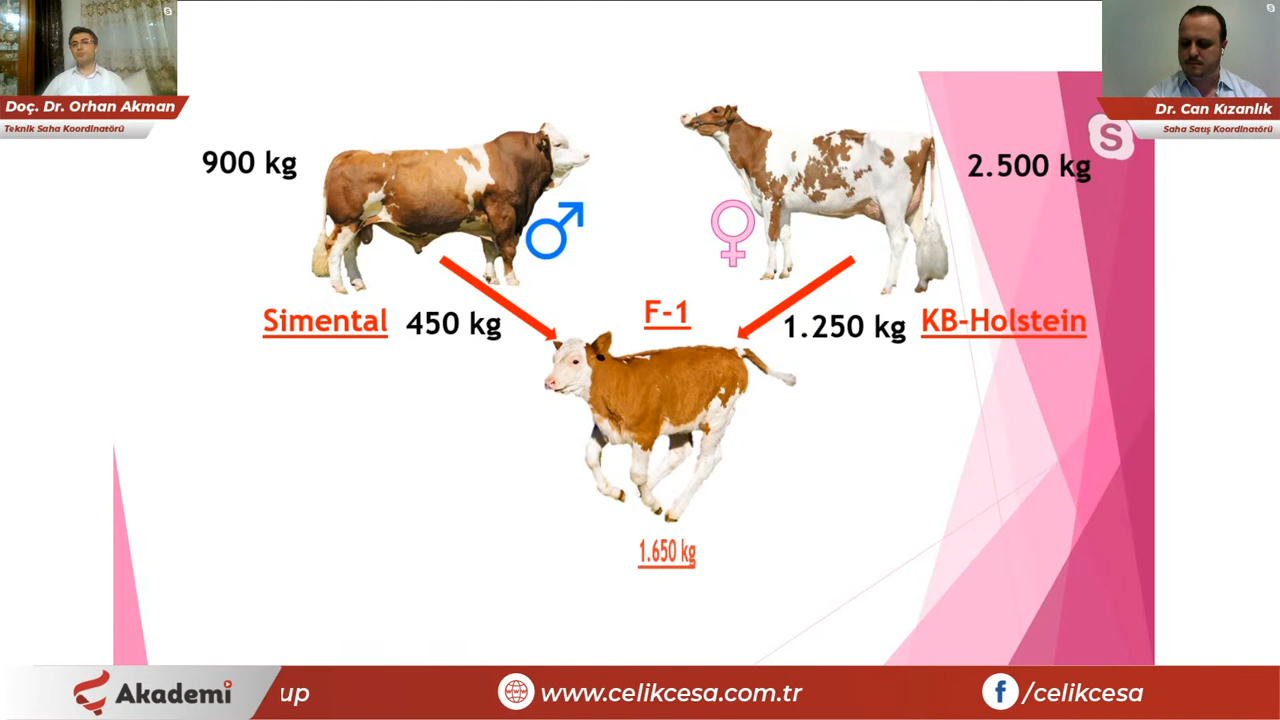 Doç. Dr. Orhan Akman
Teknik Saha Koordinatörü
Dr. Can Kızanlık
Saha Satış Koordinatörü
900 kg
2.500 kg
Simental
450 kg
F-1
1.250 kg
KB-Holstein
1.650 kg
Akademi
up
www.celikcesa.com.tr
/celikcesa